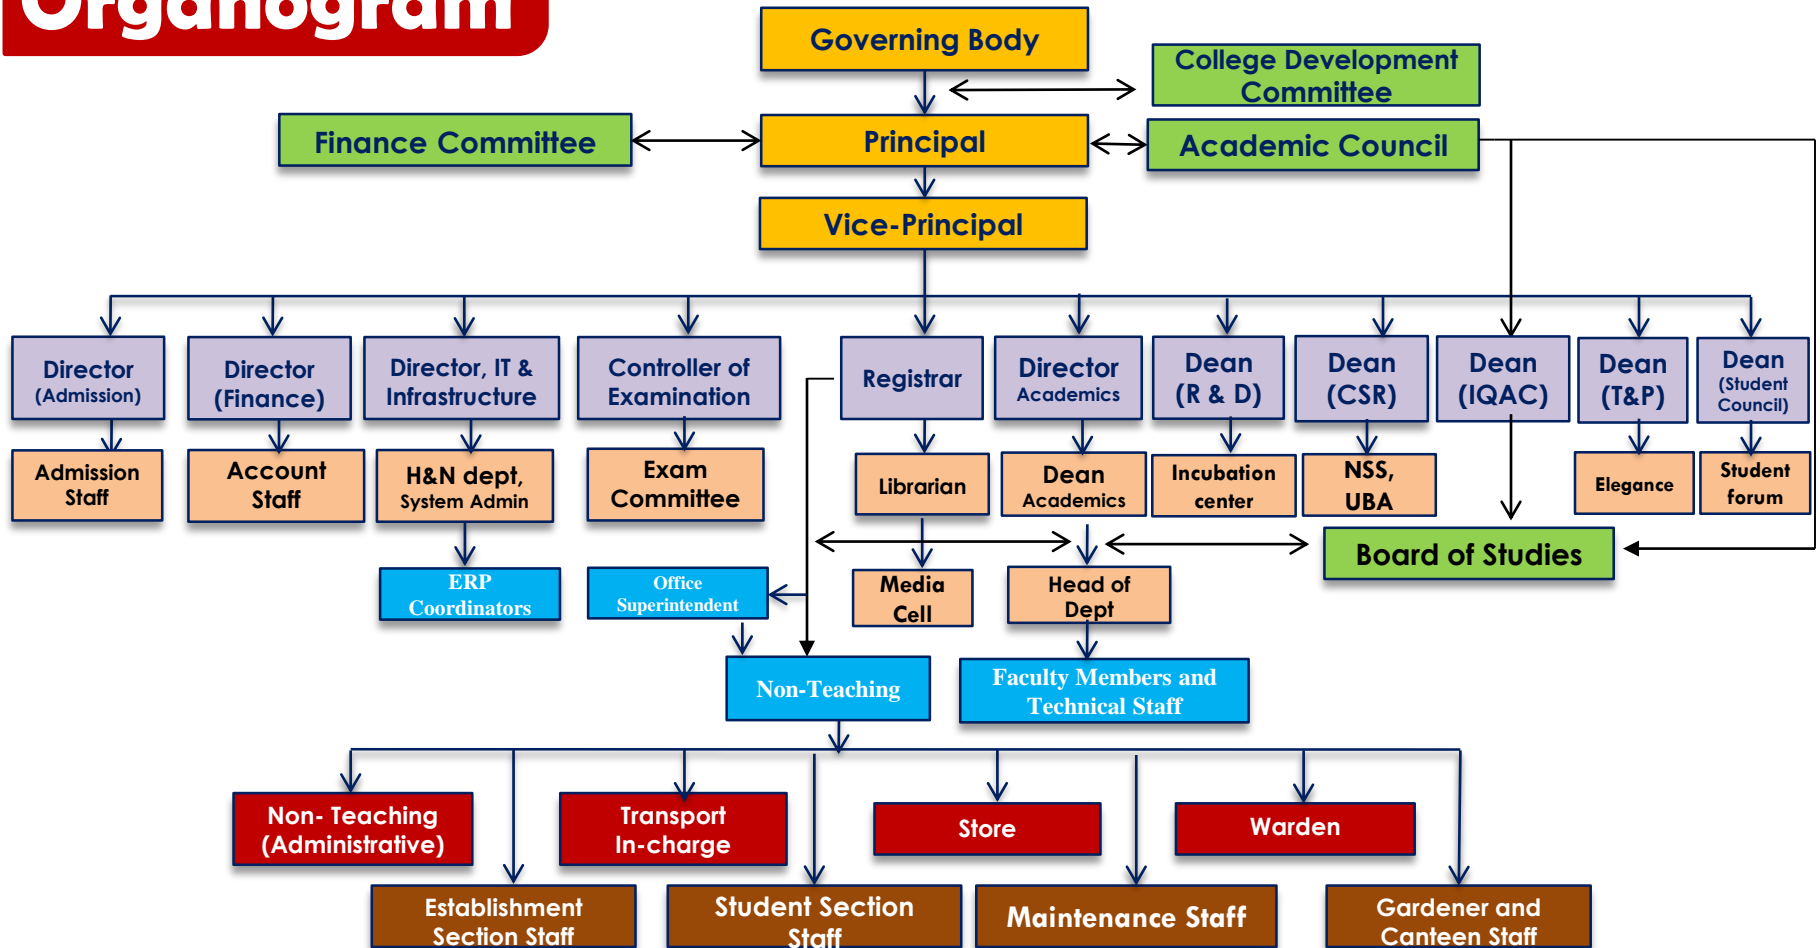 Organogram
Governing Body
College Development
Committee
Finance Committee
Principal
Academic Council
Vice-Principal
Director
(Admission)
Director
(Finance)
Director, IT &
Infrastructure
Controller of
Examination
Registrar
Director
Academics
Dean
(R & D)
Dean
(CSR)
Dean
(IQAC)
Dean
(T&P)
Dean
(Student
Council)
Admission
Staff
Account
Staff
H&N dept,
System Admin
Exam
Committee
Librarian
Dean
Academics
Incubation
center
NSS,
UBA
Elegance
Student
forum
Board of Studies
ERP
Coordinators
Office
Superintendent
Media
Cell
Head of
Dept
Non-Teaching
Faculty Members and
Technical Staff
Non- Teaching
(Administrative)
Transport
In-charge
Store
Warden
Establishment
Section Staff
Student Section
Staff
Maintenance Staff
Gardener and
Canteen Staff